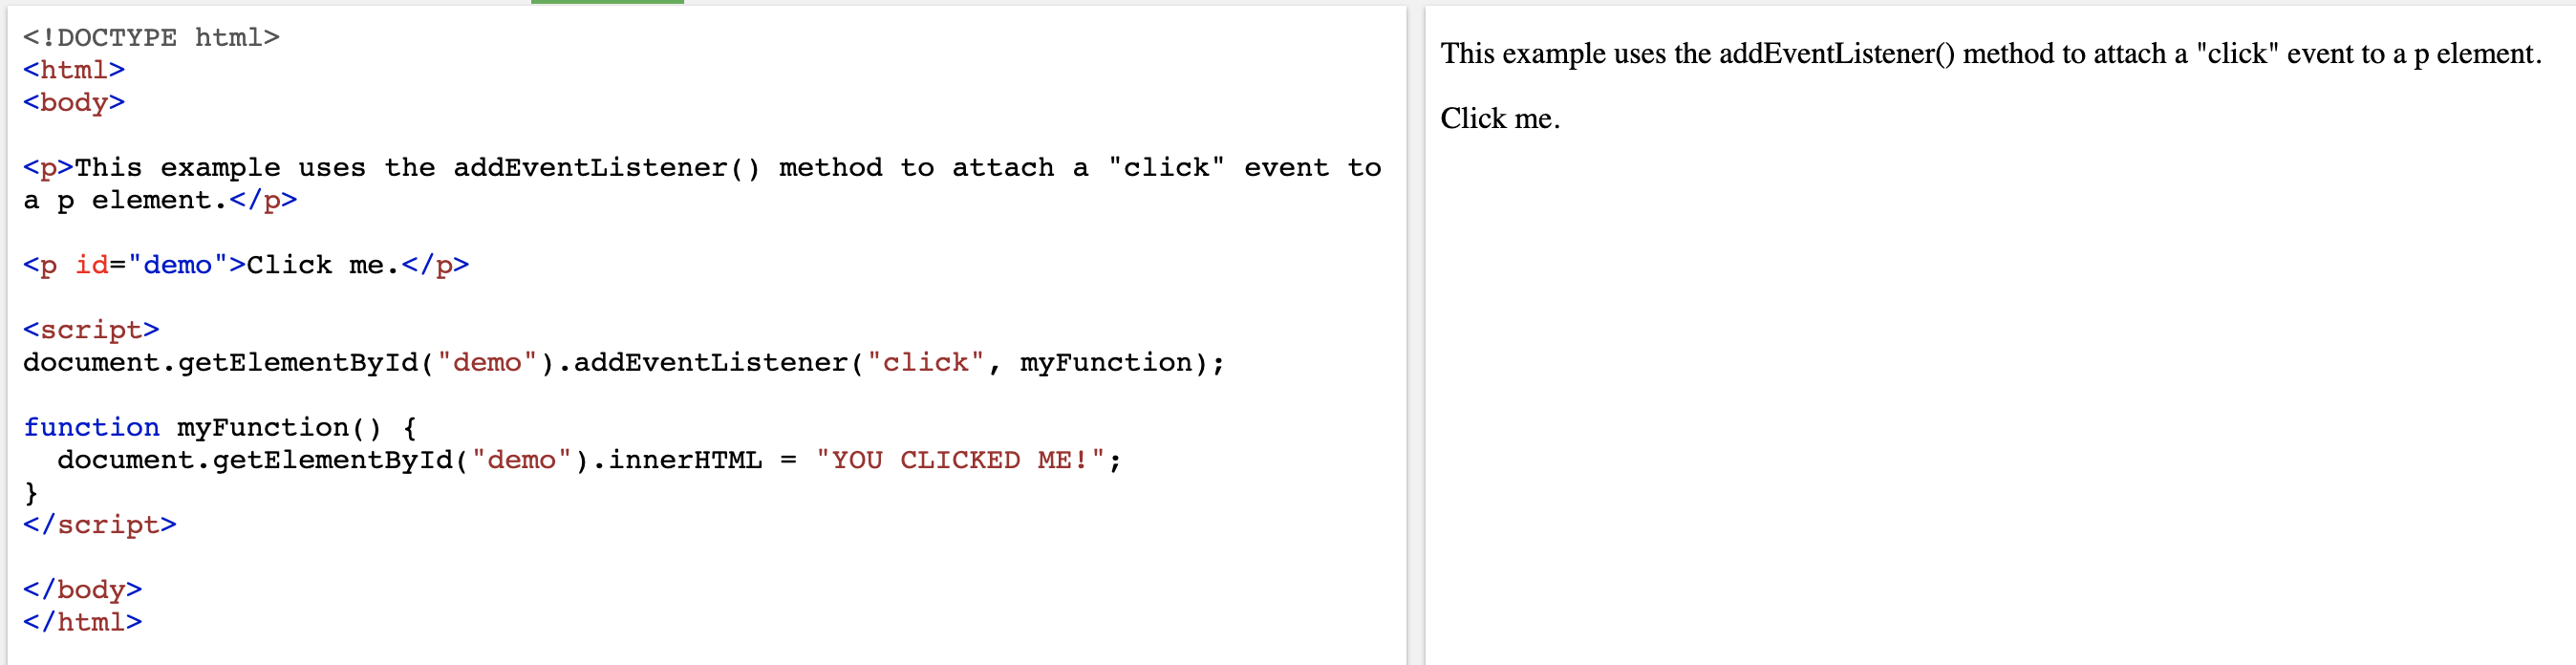 <!DOCTYPE html>
<html>
<body>
<p>This example uses the addEventListener() method to attach a "click" event to
a p element.</p>
<p id="demo">Click me.</p>
<script>
document.getElementById("demo").addEventListener("click", myFunction);
function myFunction() {
  document.getElementById("demo").innerHTML = "YOU CLICKED ME!";
}
</script>
</body>
</html>
This example uses the addEventListener() method to attach a "click" event to a p element.
Click me.